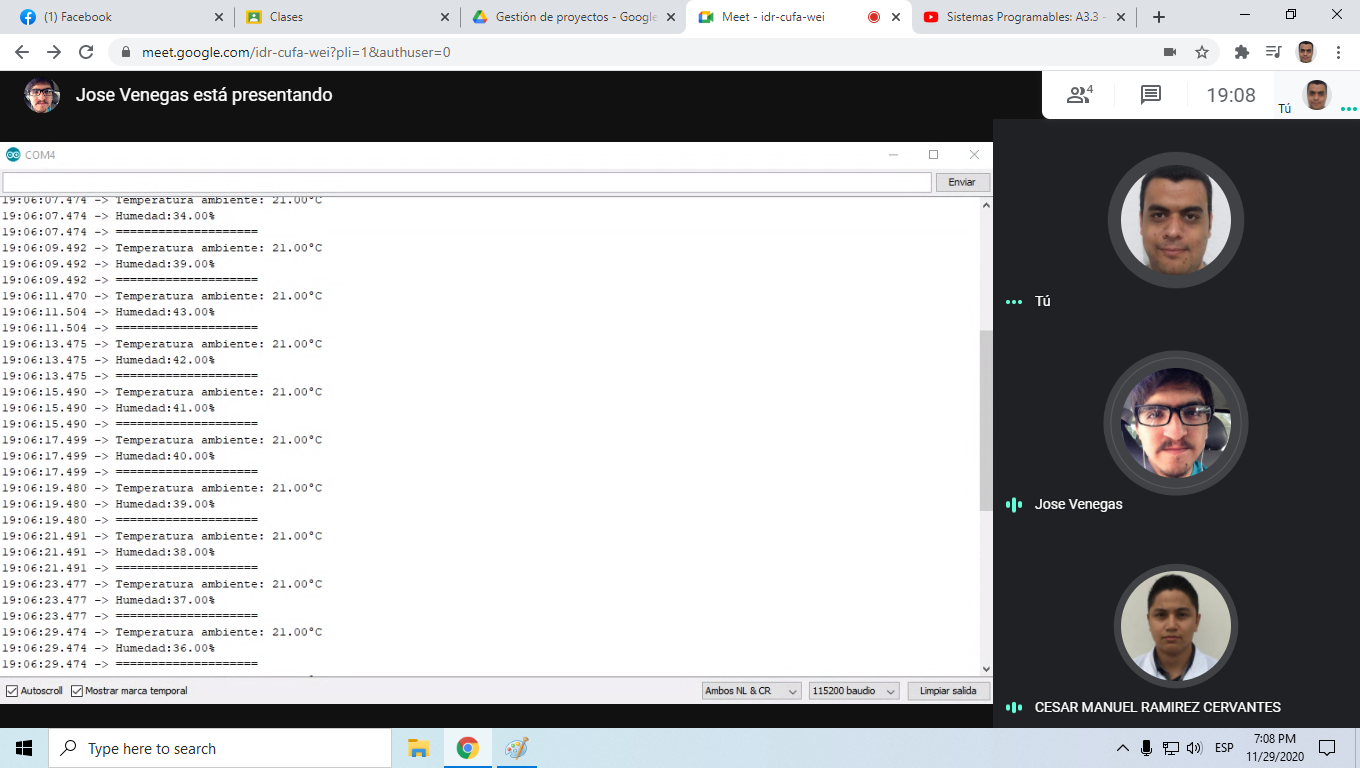 (1) Facebook
Clases
Gestión de proyectos - Google
Meet - idr-cufa-wei
Sistemas Programables: A3.3 -
meet.google.com/idr-cufa-wei?pli=1&authuser=0
Jose Venegas está presentando
4
19:08
Tú
COM4
Enviar
19:06:07.474 -> Temperatura ambiente: 21.00°C
19:06:07.474 -> Humedad:34.00%
19:06:07.474 -> ====================
19:06:09.492 -> Temperatura ambiente: 21.00°C
19:06:09.492 -> Humedad:39.00%
19:06:09.492 -> ====================
19:06:11.470 -> Temperatura ambiente: 21.00°C
19:06:11.504 -> Humedad:43.00%
19:06:11.504 -> ====================
19:06:13.475 -> Temperatura ambiente: 21.00°C
19:06:13.475 -> Humedad:42.00%
19:06:13.475 -> ====================
19:06:15.490 -> Temperatura ambiente: 21.00°C
19:06:15.490 -> Humedad:41.00%
19:06:15.490 -> ====================
19:06:17.499 -> Temperatura ambiente: 21.00°C
19:06:17.499 -> Humedad:40.00%
19:06:17.499 -> ====================
19:06:19.480 -> Temperatura ambiente: 21.00°C
19:06:19.480 -> Humedad:39.00%
19:06:19.480 -> ====================
19:06:21.491 -> Temperatura ambiente: 21.00°C
19:06:21.491 -> Humedad:38.00%
19:06:21.491 -> ====================
19:06:23.477 -> Temperatura ambiente: 21.00°C
19:06:23.477 -> Humedad:37.00%
19:06:23.477 -> ====================
19:06:29.474 -> Temperatura ambiente: 21.00°C
19:06:29.474 -> Humedad:36.00%
19:06:29.474 -> ====================
Autoscroll
Mostrar marca temporal
Ambos NL & CR
115200 baudio
Limpiar salida
Tú
Jose Venegas
CESAR MANUEL RAMIREZ CERVANTES
Type here to search
ESP
7:08 PM
11/29/2020